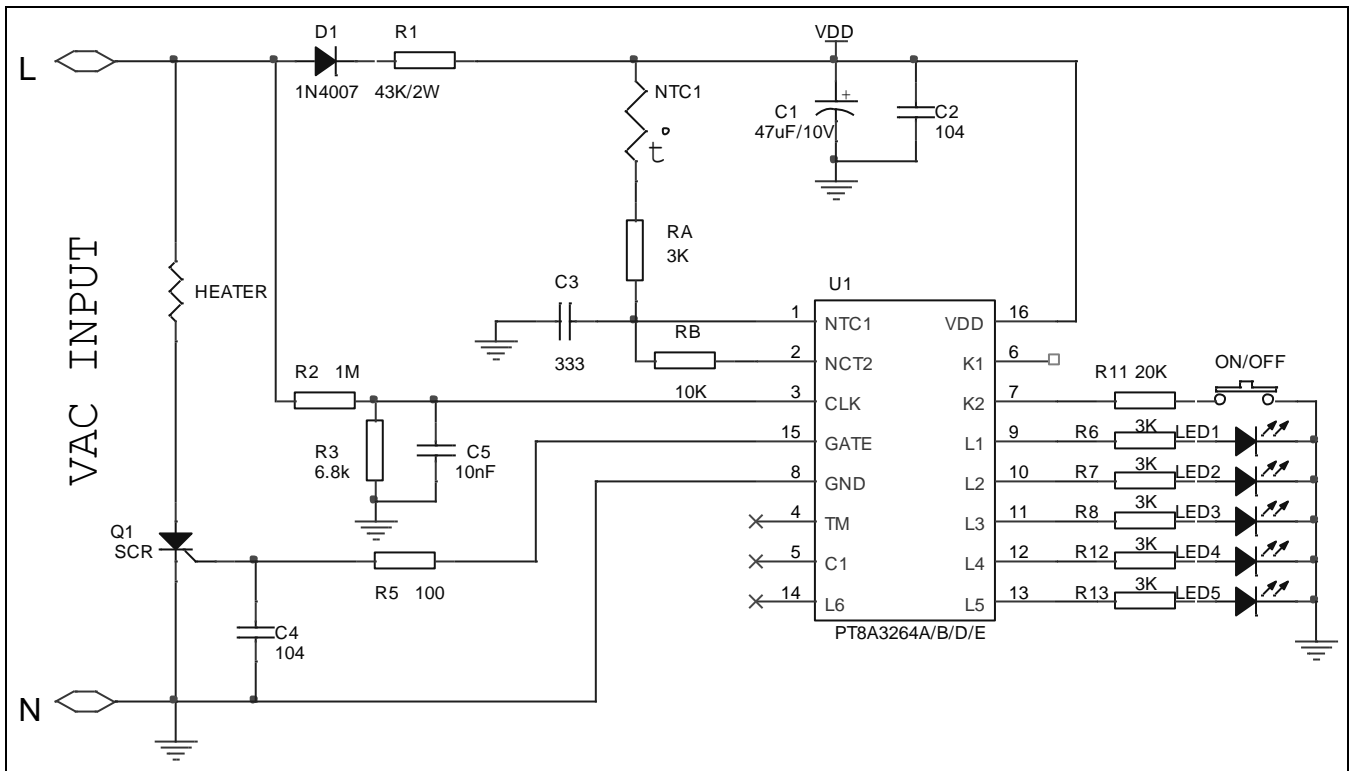 D1 R1 VDD
L
1N4007 43K/2W NTC1
t°
C1 + C2
47uF/10V 104
RA
3K
VAC INPUT
HEATER
C3 U1
1 NTC1 VDD 16
333 RB 2 NCT2 K1 6
ON/OFF
R2 1M 10K 3 CLK K2 7 R11 20K
R3 C5 15 GATE L1 9 R6 3K LED1
6.8k 10nF
8 GND L2 10 R7 3K LED2
Q1 4 TM L3 11 R8 3K LED3
SCR
5 C1 L4 12 R12 3K LED4
R5 100 14 L6 L5 13 R13 3K LED5
C4 PT8A3264A/B/D/E
104
N